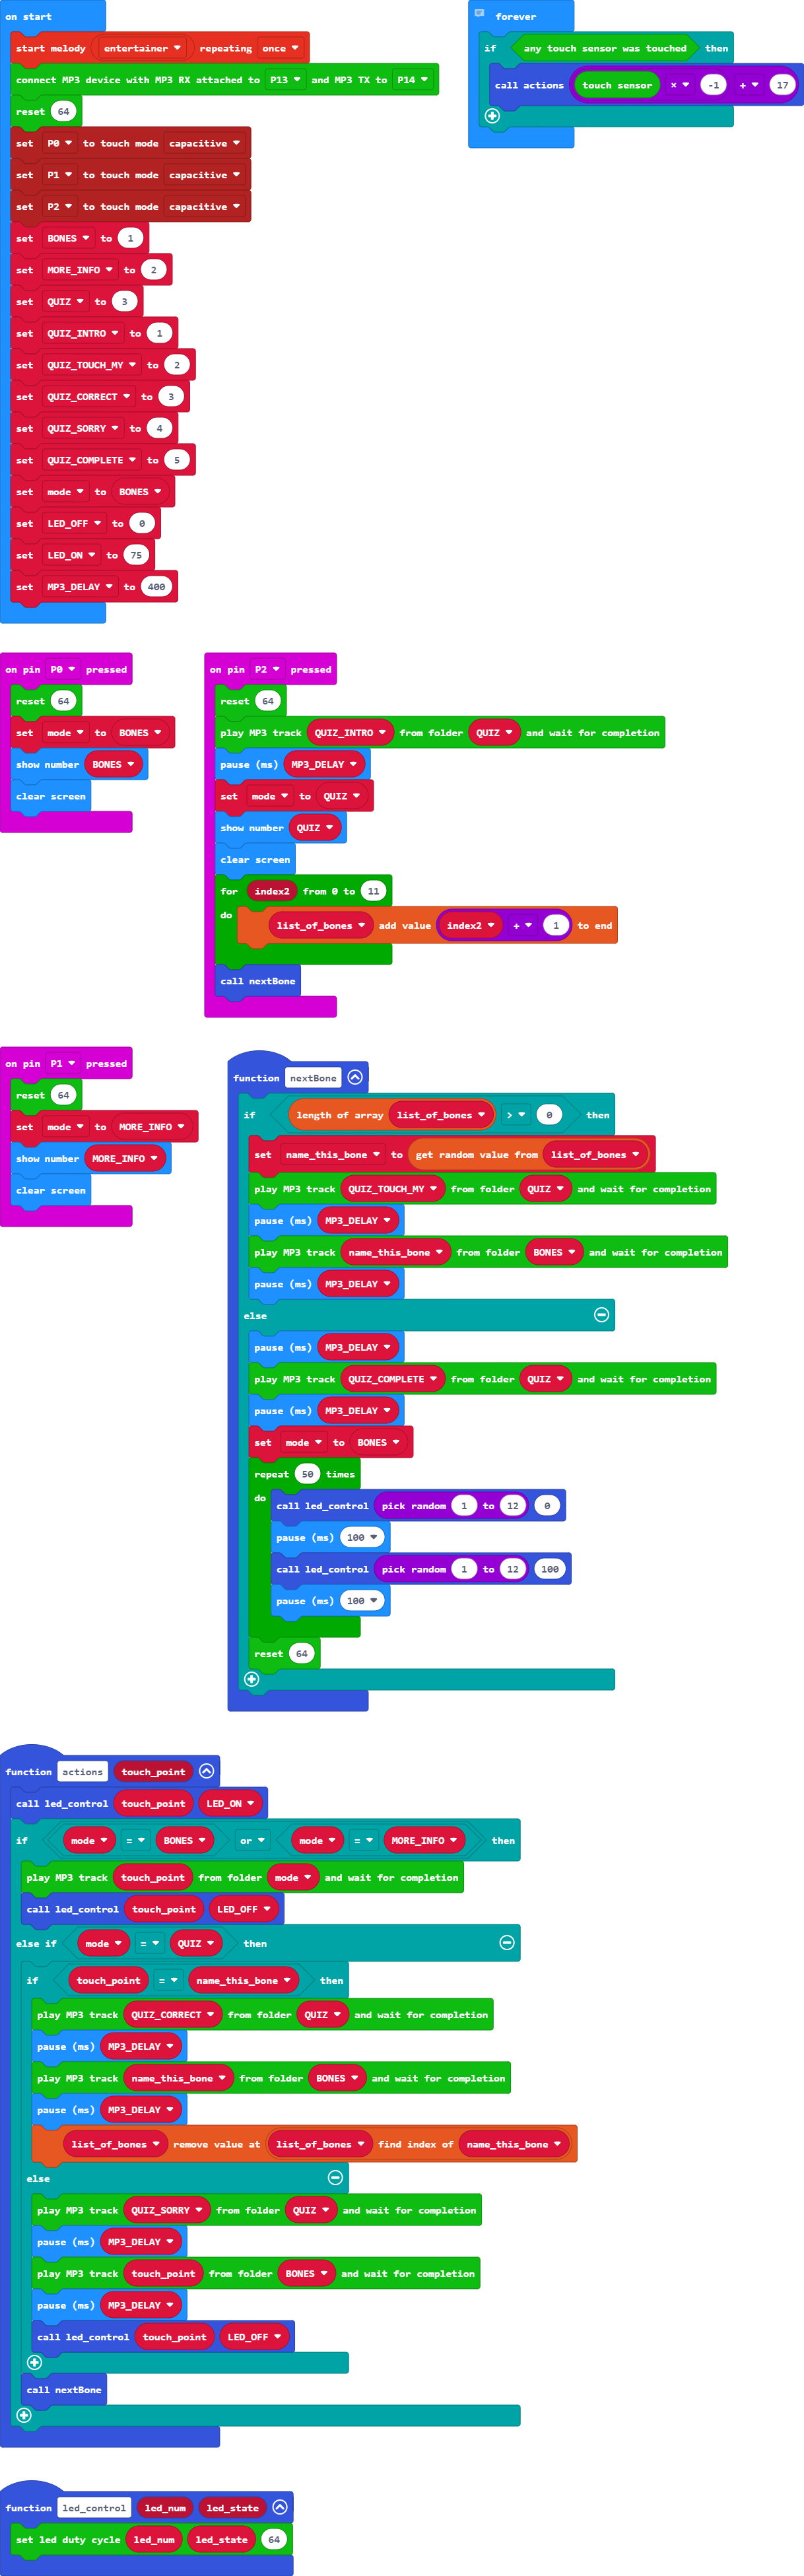 on start
start melody entertainer repeating once
connect MP3 device with MP3 RX attached to P13 and MP3 TX to P14
reset 64
set P0 to touch mode capacitive
set P1 to touch mode capacitive
set P2 to touch mode capacitive
set BONES to 1
set MORE_INFO to 2
set QUIZ to 3
set QUIZ_INTRO to 1
set QUIZ_TOUCH_MY to 2
set QUIZ_CORRECT to 3
set QUIZ_SORRY to 4
set QUIZ_COMPLETE to 5
set mode to BONES
set LED_OFF to 0
set LED_ON to 75
set MP3_DELAY to 400
forever
if any touch sensor was touched then
call actions touch sensor × -1 + 17
on pin P0 pressed
reset 64
set mode to BONES
show number BONES
clear screen
on pin P2 pressed
reset 64
play MP3 track QUIZ_INTRO from folder QUIZ and wait for completion
pause (ms) MP3_DELAY
set mode to QUIZ
show number QUIZ
clear screen
for index2 from 0 to 11
do list_of_bones add value index2 + 1 to end
call nextBone
on pin P1 pressed
reset 64
set mode to MORE_INFO
show number MORE_INFO
clear screen
function nextBone
if length of array list_of_bones > 0 then
set name_this_bone to get random value from list_of_bones
play MP3 track QUIZ_TOUCH_MY from folder QUIZ and wait for completion
pause (ms) MP3_DELAY
play MP3 track name_this_bone from folder BONES and wait for completion
pause (ms) MP3_DELAY
else
pause (ms) MP3_DELAY
play MP3 track QUIZ_COMPLETE from folder QUIZ and wait for completion
pause (ms) MP3_DELAY
set mode to BONES
repeat 50 times
do call led_control pick random 1 to 12 0
pause (ms) 100
call led_control pick random 1 to 12 100
pause (ms) 100
reset 64
function actions touch_point
call led_control touch_point LED_ON
if mode = BONES or mode = MORE_INFO then
play MP3 track touch_point from folder mode and wait for completion
call led_control touch_point LED_OFF
else if mode = QUIZ then
if touch_point = name_this_bone then
play MP3 track QUIZ_CORRECT from folder QUIZ and wait for completion
pause (ms) MP3_DELAY
play MP3 track name_this_bone from folder BONES and wait for completion
pause (ms) MP3_DELAY
list_of_bones remove value at list_of_bones find index of name_this_bone
else
play MP3 track QUIZ_SORRY from folder QUIZ and wait for completion
pause (ms) MP3_DELAY
play MP3 track touch_point from folder BONES and wait for completion
pause (ms) MP3_DELAY
call led_control touch_point LED_OFF
call nextBone
function led_control led_num led_state
set led duty cycle led_num led_state 64